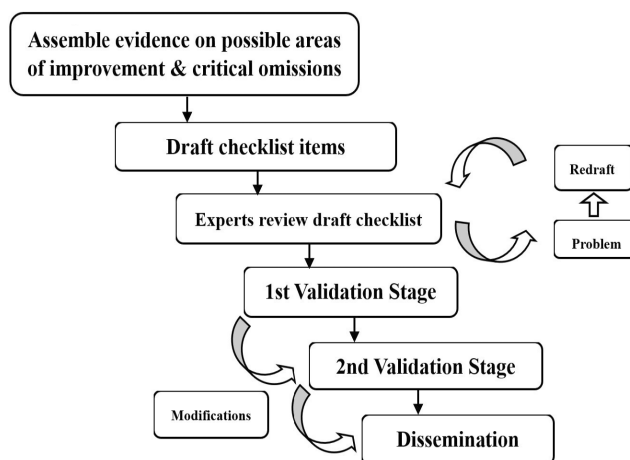 Assemble evidence on possible areas
of improvement & critical omissions
Draft checklist items
Redraft
Experts review draft checklist
Problem
1st Validation Stage
2nd Validation Stage
Modifications
Dissemination